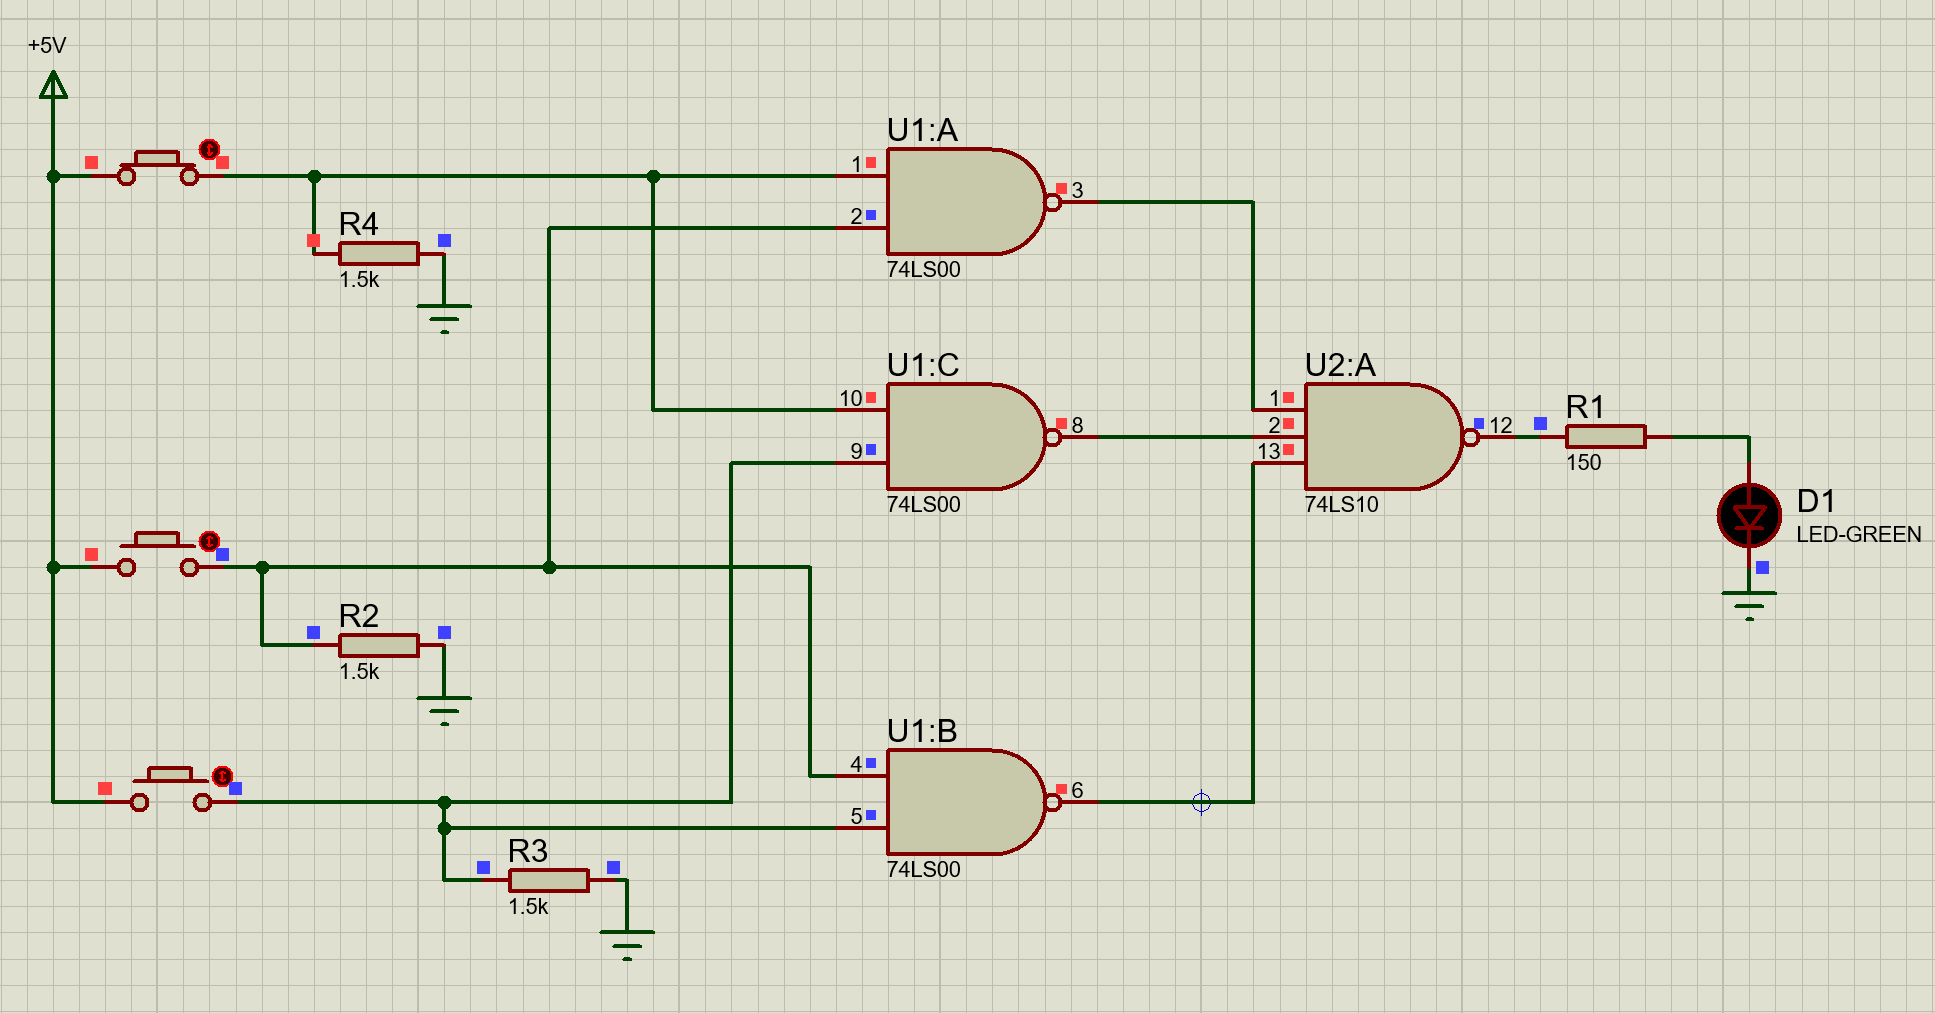 +5V
U1:A
1
2
3
74LS00
R4
1.5k
U1:C
10
9
8
74LS00
U2:A
1
2
13
12
74LS10
R1
150
D1
LED-GREEN
R2
1.5k
U1:B
4
5
6
74LS00
R3
1.5k